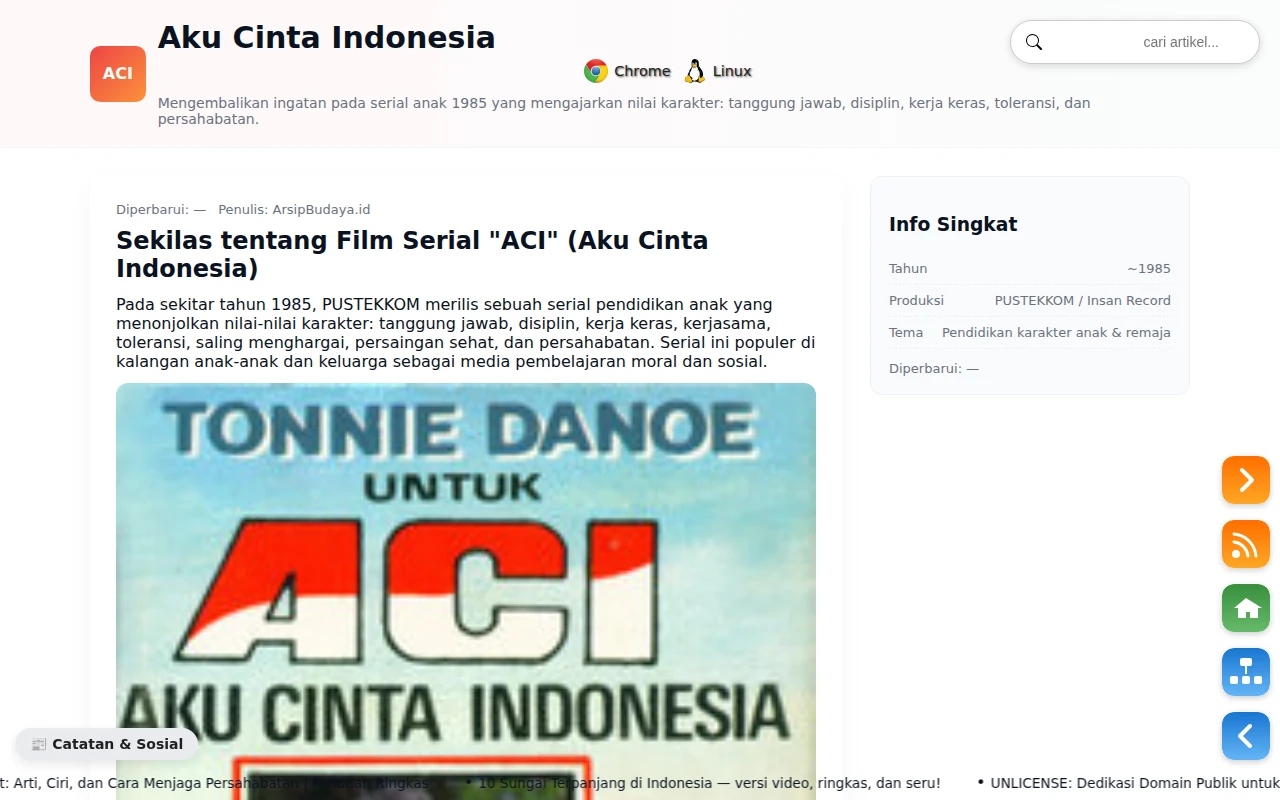 Aku Cinta Indonesia
ACI
cari artikel...
Chrome Linux
Mengembalikan ingatan pada serial anak 1985 yang mengajarkan nilai karakter: tanggung jawab, disiplin, kerja keras, toleransi, dan
persahabatan.
Diperbarui: — Penulis: ArsipBudaya.id
Sekilas tentang Film Serial "ACI" (Aku Cinta
Indonesia)
Pada sekitar tahun 1985, PUSTEKKOM merilis sebuah serial pendidikan anak yang
menonjolkan nilai-nilai karakter: tanggung jawab, disiplin, kerja keras, kerjasama,
toleransi, saling menghargai, persaingan sehat, dan persahabatan. Serial ini populer di
kalangan anak-anak dan keluarga sebagai media pembelajaran moral dan sosial.
TONNIE DANOE
UNTUK
ACI
AKU CINTA INDONESIA
Info Singkat
Tahun ~1985
Produksi PUSTEKKOM / Insan Record
Tema Pendidikan karakter anak & remaja
Diperbarui: —
📰 Catatan & Sosial
t: Arti, Ciri, dan Cara Menjaga Persahabatan | Panduan Ringkas • 10 Sungai Terpanjang di Indonesia — versi video, ringkas, dan seru! • UNLICENSE: Dedikasi Domain Publik untuk